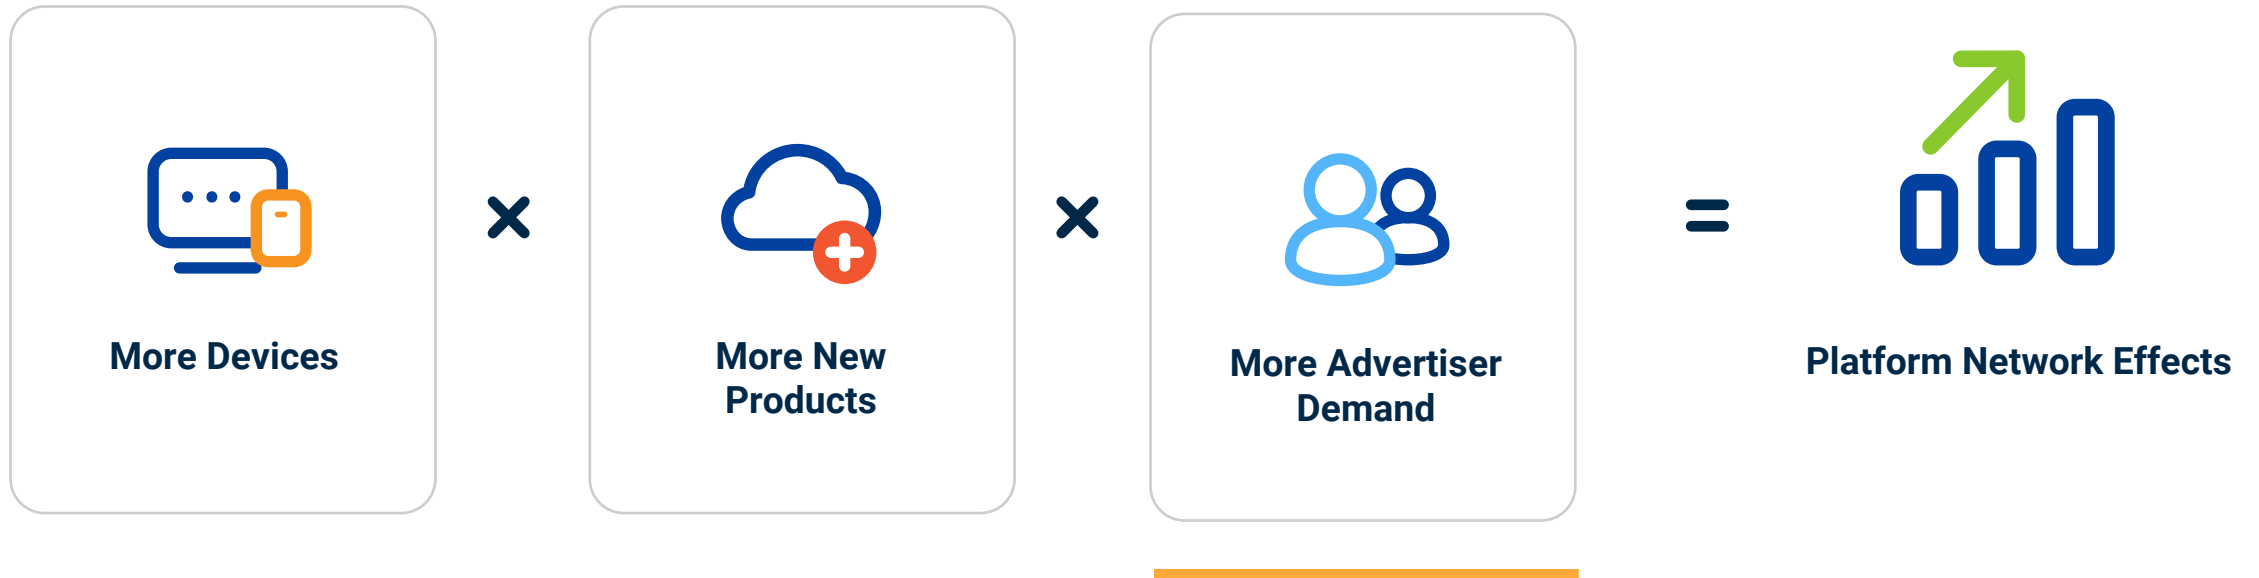 More Devices
×
More New
Products
×
More Advertiser
Demand
=
Platform Network Effects